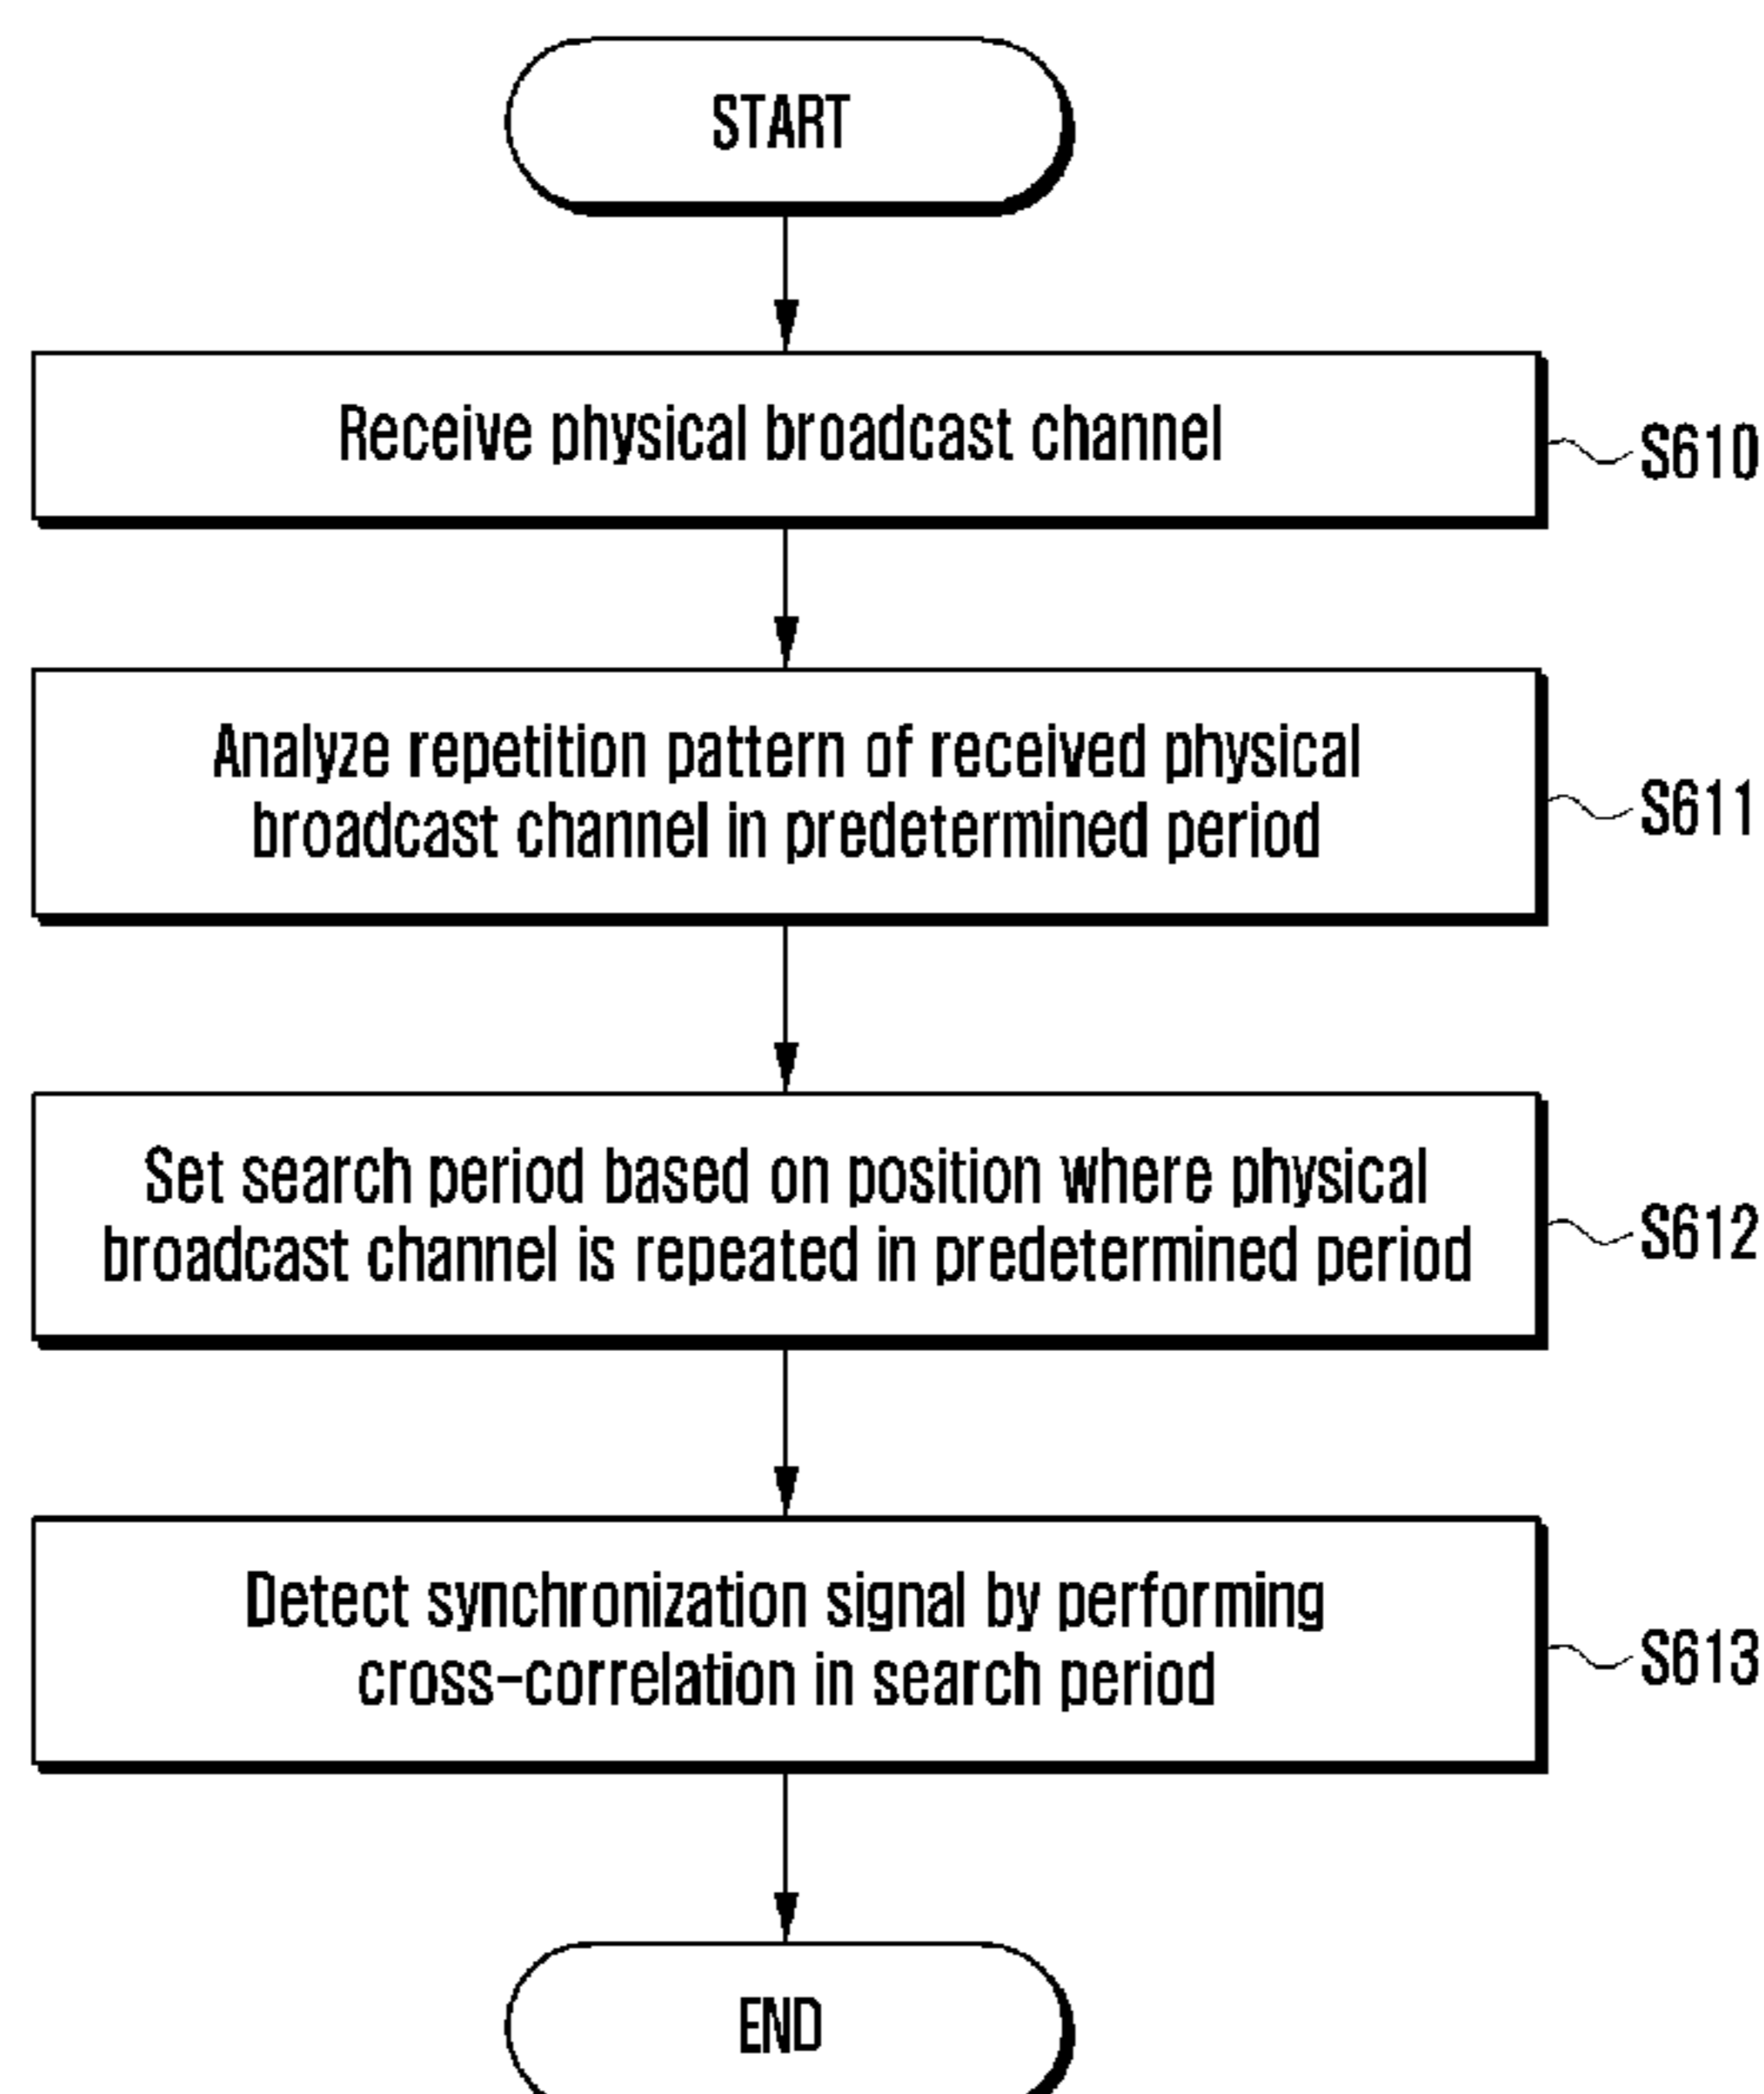 START
Receive physical broadcast channel
S610
Analyze repetition pattern of received physical
broadcast channel in predetermined period
S611
Set search period based on position where physical
broadcast channel is repeated in predetermined period
S612
Detect synchronization signal by performing
cross-correlation in search period
S613
END